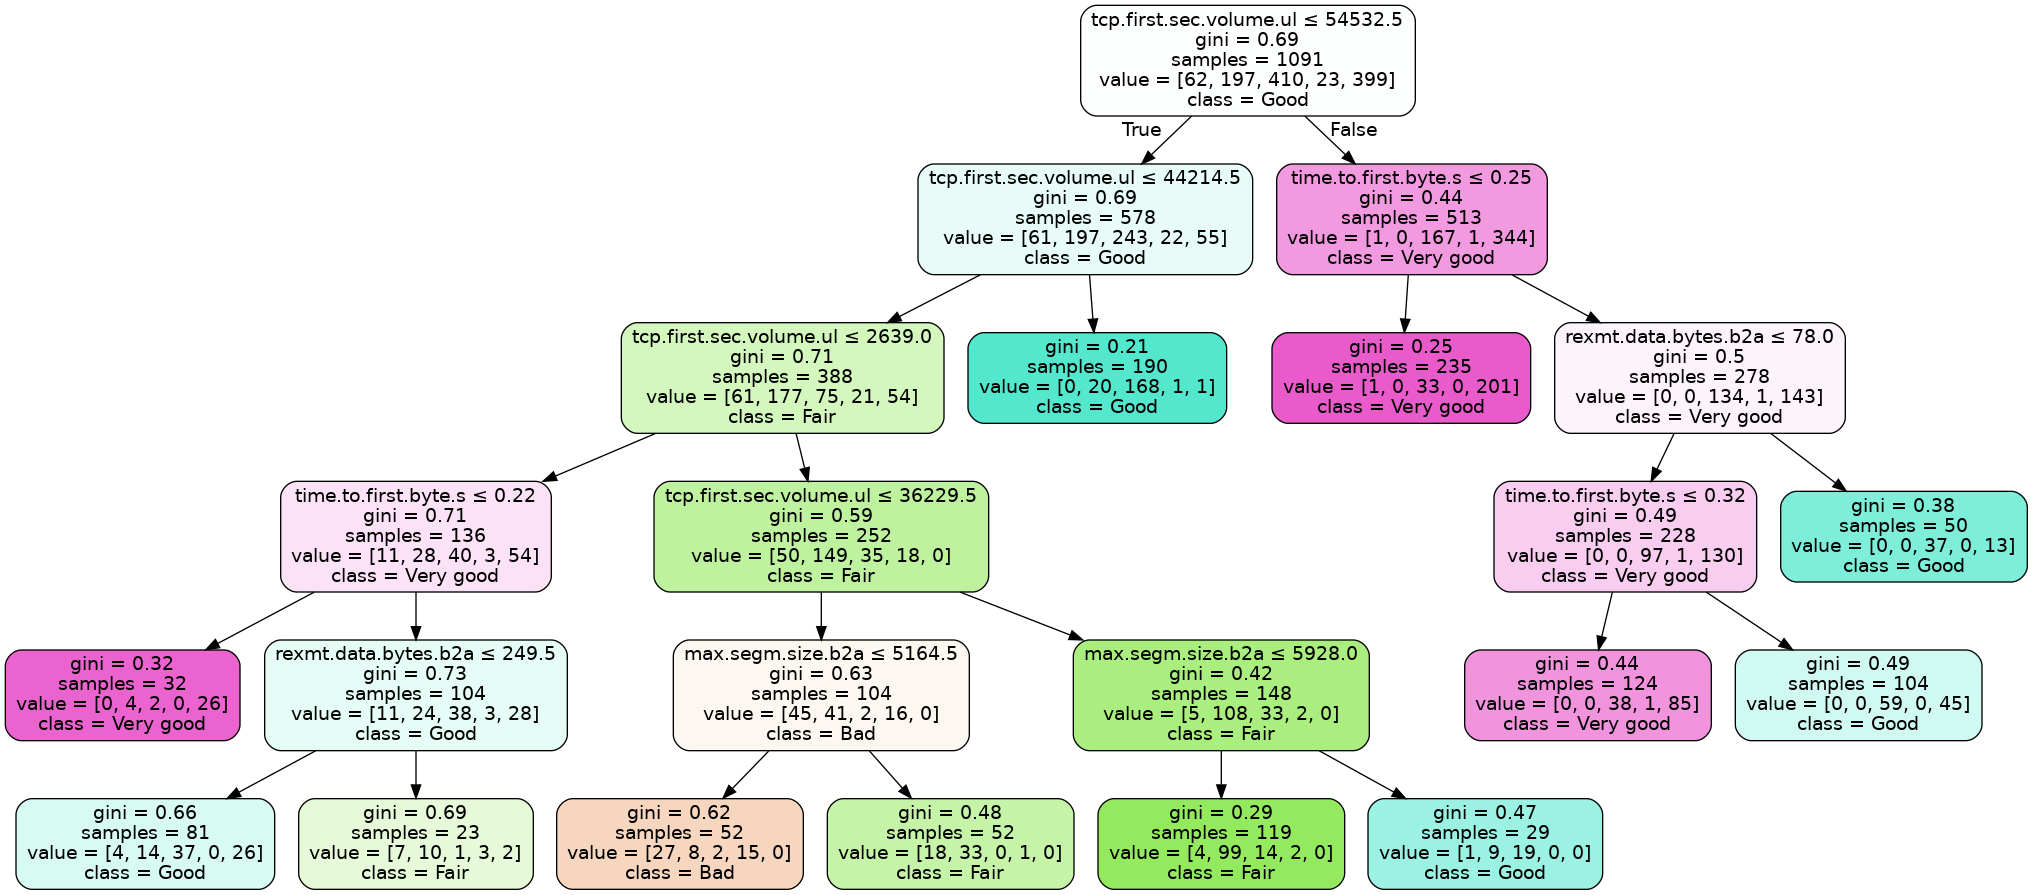 tcp.first.sec.volume.ul ≤ 54532.5
gini = 0.69
samples = 1091
value = [62, 197, 410, 23, 399]
class = Good
True
False
tcp.first.sec.volume.ul ≤ 44214.5
gini = 0.69
samples = 578
value = [61, 197, 243, 22, 55]
class = Good
time.to.first.byte.s ≤ 0.25
gini = 0.44
samples = 513
value = [1, 0, 167, 1, 344]
class = Very good
tcp.first.sec.volume.ul ≤ 2639.0
gini = 0.71
samples = 388
value = [61, 177, 75, 21, 54]
class = Fair
gini = 0.21
samples = 190
value = [0, 20, 168, 1, 1]
class = Good
gini = 0.25
samples = 235
value = [1, 0, 33, 0, 201]
class = Very good
rexmt.data.bytes.b2a ≤ 78.0
gini = 0.5
samples = 278
value = [0, 0, 134, 1, 143]
class = Very good
time.to.first.byte.s ≤ 0.22
gini = 0.71
samples = 136
value = [11, 28, 40, 3, 54]
class = Very good
tcp.first.sec.volume.ul ≤ 36229.5
gini = 0.59
samples = 252
value = [50, 149, 35, 18, 0]
class = Fair
time.to.first.byte.s ≤ 0.32
gini = 0.49
samples = 228
value = [0, 0, 97, 1, 130]
class = Very good
gini = 0.38
samples = 50
value = [0, 0, 37, 0, 13]
class = Good
gini = 0.32
samples = 32
value = [0, 4, 2, 0, 26]
class = Very good
rexmt.data.bytes.b2a ≤ 249.5
gini = 0.73
samples = 104
value = [11, 24, 38, 3, 28]
class = Good
max.segm.size.b2a ≤ 5164.5
gini = 0.63
samples = 104
value = [45, 41, 2, 16, 0]
class = Bad
max.segm.size.b2a ≤ 5928.0
gini = 0.42
samples = 148
value = [5, 108, 33, 2, 0]
class = Fair
gini = 0.44
samples = 124
value = [0, 0, 38, 1, 85]
class = Very good
gini = 0.49
samples = 104
value = [0, 0, 59, 0, 45]
class = Good
gini = 0.66
samples = 81
value = [4, 14, 37, 0, 26]
class = Good
gini = 0.69
samples = 23
value = [7, 10, 1, 3, 2]
class = Fair
gini = 0.62
samples = 52
value = [27, 8, 2, 15, 0]
class = Bad
gini = 0.48
samples = 52
value = [18, 33, 0, 1, 0]
class = Fair
gini = 0.29
samples = 119
value = [4, 99, 14, 2, 0]
class = Fair
gini = 0.47
samples = 29
value = [1, 9, 19, 0, 0]
class = Good